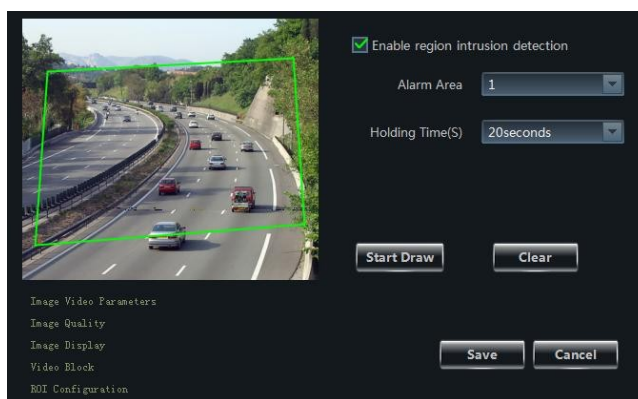 Enable region intrusion detection
Alarm Area 1
Holding Time(S) 20seconds
Start Draw Clear
Image Video Parameters
Image Quality
Image Display
Video Block
ROI Configuration
Save Cancel